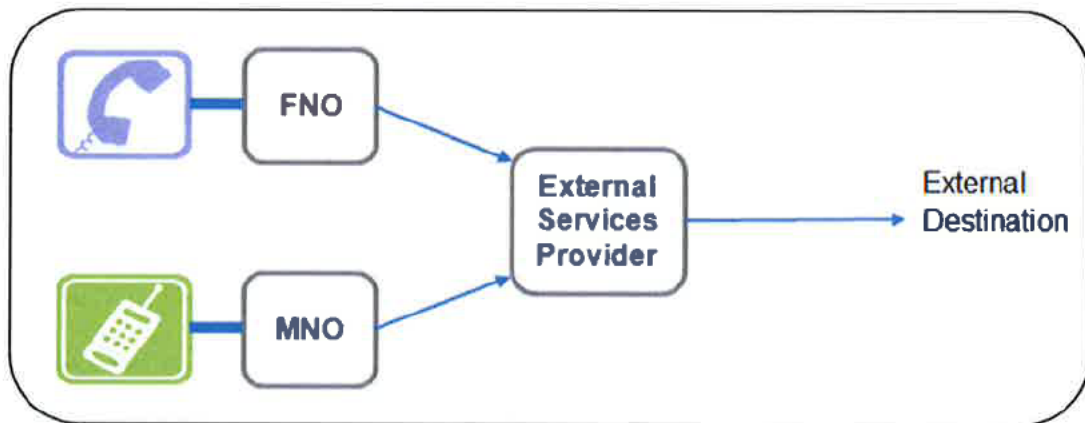 FNO
External
Services
Provider
External
Destination
MNO